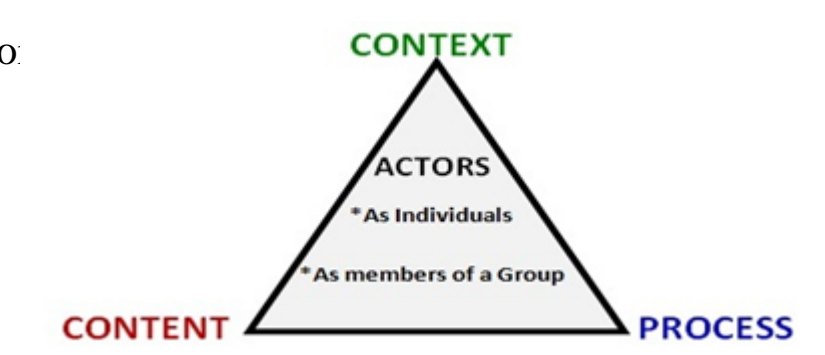 CONTEXT
ACTORS
*As Individuals
*As members of a Group
CONTENT
PROCESS